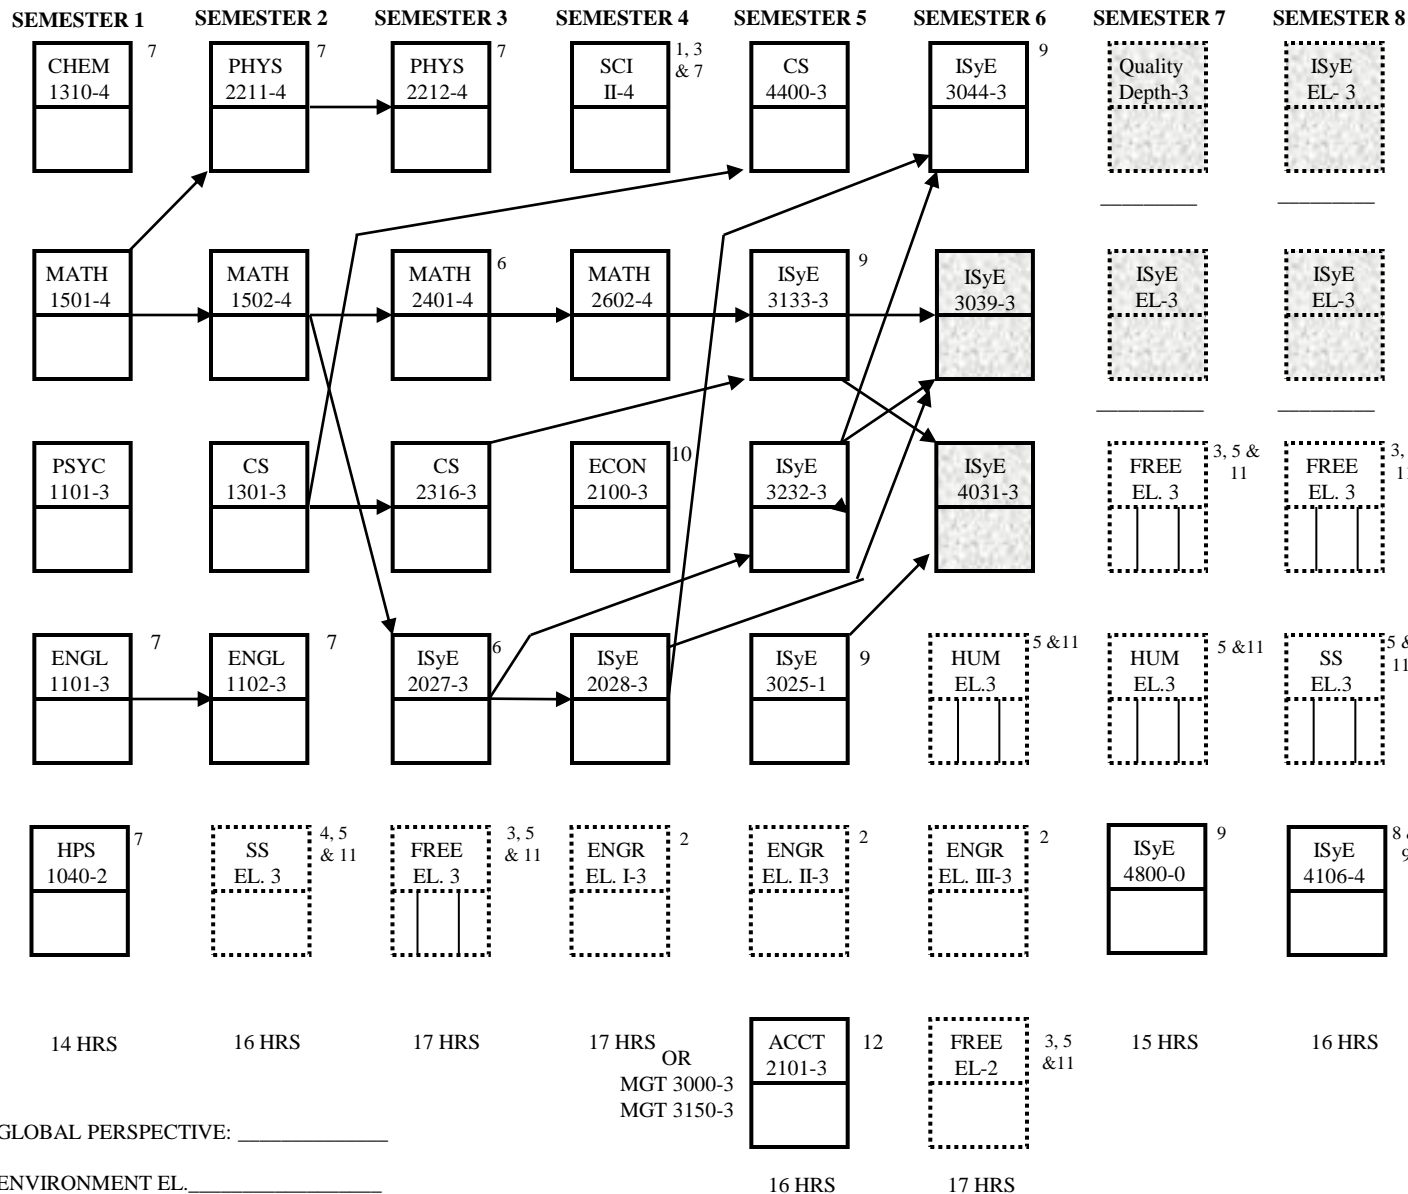 SEMESTER 1 SEMESTER 2 SEMESTER 3 SEMESTER 4 SEMESTER 5 SEMESTER 6 SEMESTER 7 SEMESTER 8
CHEM
1310-4
7
PHYS
2211-4
7
PHYS
2212-4
7
SCI
II-4
1, 3
& 7
CS
4400-3
ISyE
3044-3
9
Quality
Depth-3
ISyE
EL- 3
MATH
1501-4
MATH
1502-4
MATH
2401-4
6
MATH
2602-4
ISyE
3133-3
9
ISyE
3039-3
ISyE
EL-3
ISyE
EL-3
PSYC
1101-3
CS
1301-3
CS
2316-3
ECON
2100-3
10
ISyE
3232-3
ISyE
4031-3
FREE
EL. 3
3, 5 &
11
FREE
EL. 3
3,
ENGL
1101-3
7
ENGL
1102-3
7
ISyE
2027-3
6
ISyE
2028-3
ISyE
3025-1
9
HUM
EL.3
5 &11
HUM
EL.3
5 &11
SS
EL.3
5 &
11
HPS
1040-2
7
SS
EL. 3
4, 5
& 11
FREE
EL. 3
3, 5
& 11
ENGR
EL. I-3
2
ENGR
EL. II-3
2
ENGR
EL. III-3
2
ISyE
4800-0
9
ISyE
4106-4
8 &
9
14 HRS
16 HRS
17 HRS
17 HRS
OR
MGT 3000-3
MGT 3150-3
ACCT
2101-3
12
FREE
EL-2
3, 5
&11
15 HRS
16 HRS
GLOBAL PERSPECTIVE: ______________
ENVIRONMENT EL.__________________
16 HRS
17 HRS